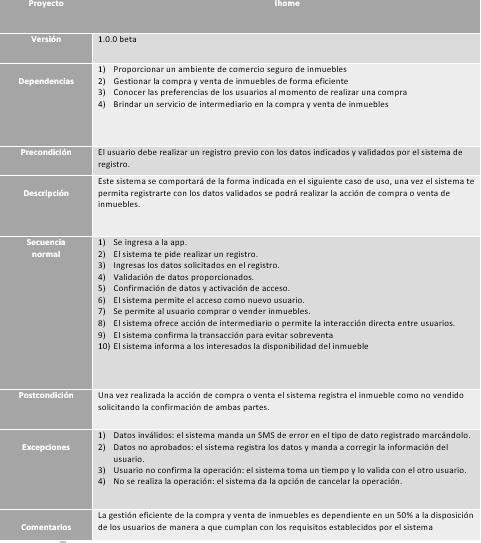 Proyecto Ihome
Versión 1.0.0 beta
Dependencias
1) Proporcionar un ambiente de comercio seguro de inmuebles
2) Gestionar la compra y venta de inmuebles de forma eficiente
3) Conocer las preferencias de los usuarios al momento de realizar una compra
4) Brindar un servicio de intermediario en la compra y venta de inmuebles
Precondición
El usuario debe realizar un registro previo con los datos indicados y validados por el sistema de
registro.
Descripción
Este sistema se comportará de la forma indicada en el siguiente caso de uso, una vez el sistema te
permita registrarte con los datos validados se podrá realizar la acción de compra o venta de
inmuebles.
Secuencia
normal
1) Se ingresa a la app.
2) El sistema te pide realizar un registro.
3) Ingresas los datos solicitados en el registro.
4) Validación de datos proporcionados.
5) Confirmación de datos y activación de acceso.
6) El sistema permite el acceso como nuevo usuario.
7) Se permite al usuario comprar o vender inmuebles.
8) El sistema ofrece acción de intermediario o permite la interacción directa entre usuarios.
9) El sistema confirma la transacción para evitar sobreventa
10) El sistema informa a los interesados la disponibilidad del inmueble
Postcondición
Una vez realizada la acción de compra o venta el sistema registra el inmueble como no vendido
solicitando la confirmación de ambas partes.
Excepciones
1) Datos inválidos: el sistema manda un SMS de error en el tipo de dato registrado marcándolo.
2) Datos no aprobados: el sistema registra los datos y manda a corregir la información del
usuario.
3) Usuario no confirma la operación: el sistema toma un tiempo y lo valida con el otro usuario.
4) No se realiza la operación: el sistema da la opción de cancelar la operación.
Comentarios
La gestión eficiente de la compra y venta de inmuebles es dependiente en un 50% a la disposición
de los usuarios de manera a que cumplan con los requisitos establecidos por el sistema